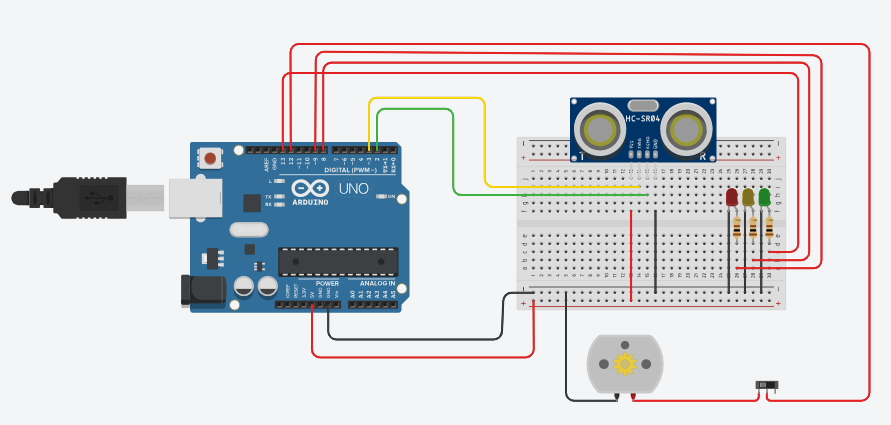 HC-SR04
VCC
TRIG
ECHO
GND
T
R
AREF
GND
13
12
~11
~10
~9
8
7
~6
~5
4
~3
2
TX→1
RX←0
DIGITAL (PWM~)
L
TX
RX
UNO
ARDUINO
ON
POWER
ANALOG IN
IOREF
RESET
3.3V
5V
GND
GND
Vin
A0
A1
A2
A3
A4
A5
j
f g h i
a b c d e